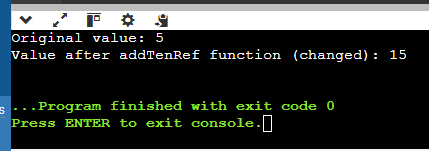 Original value: 5
Value after addTenRef function (changed): 15
...Program finished with exit code 0
Press ENTER to exit console.